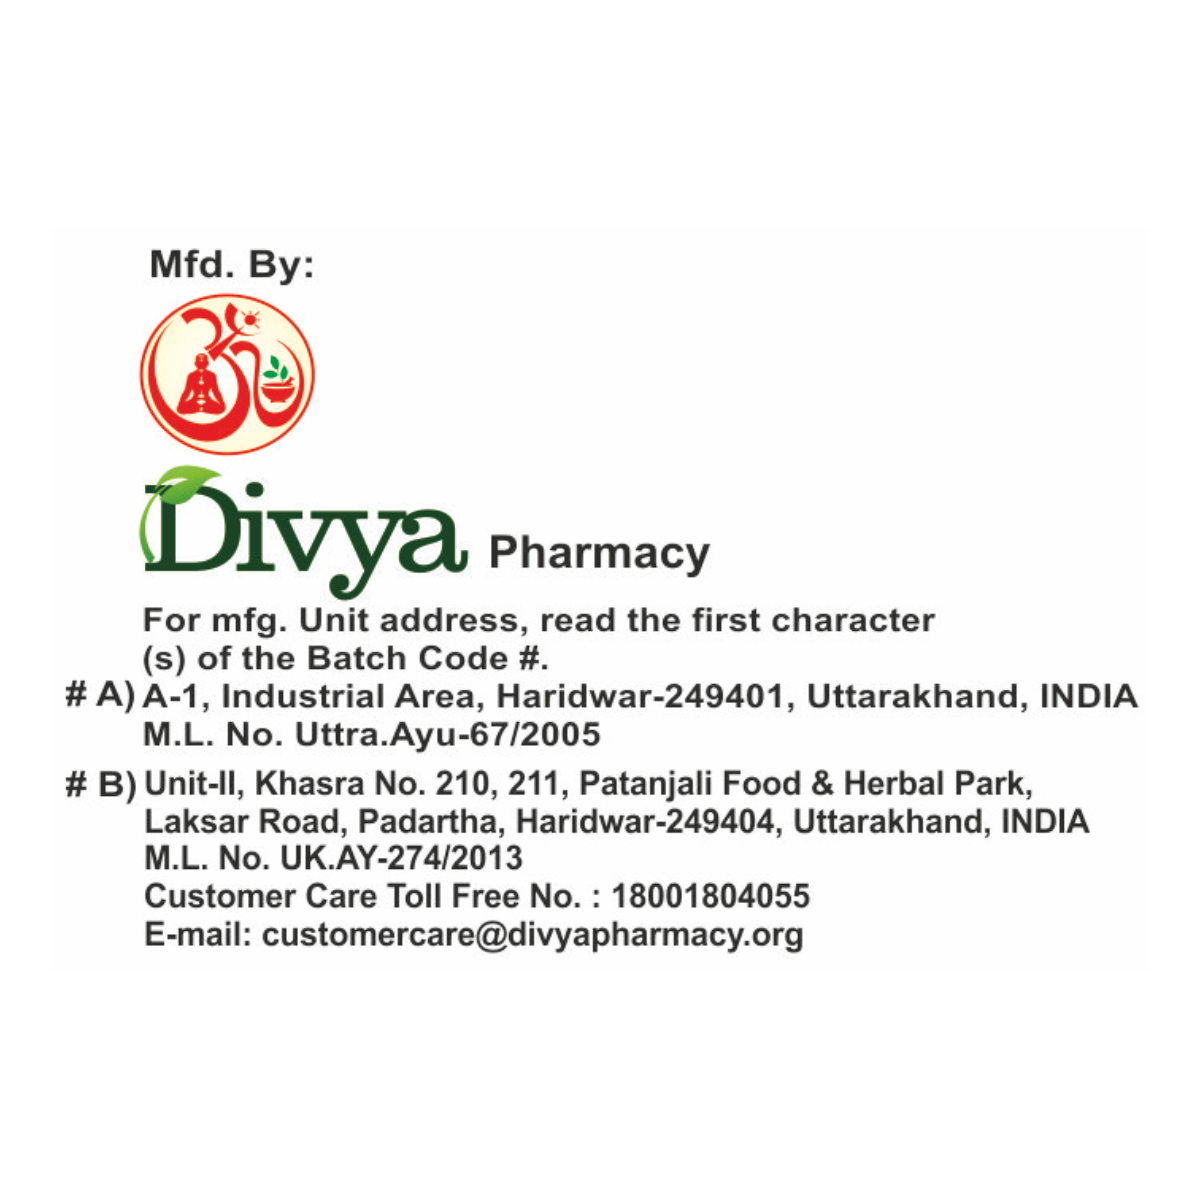 Mfd. By:
Divya Pharmacy
For mfg. Unit address, read the first character
(s) of the Batch Code #.
# A) A-1, Industrial Area, Haridwar-249401, Uttarakhand, INDIA
M.L. No. Uttra.Ayu-67/2005
# B) Unit-II, Khasra No. 210, 211, Patanjali Food & Herbal Park,
Laksar Road, Padartha, Haridwar-249404, Uttarakhand, INDIA
M.L. No. UK.AY-274/2013
Customer Care Toll Free No. : 18001804055
E-mail: customercare@divyapharmacy.org